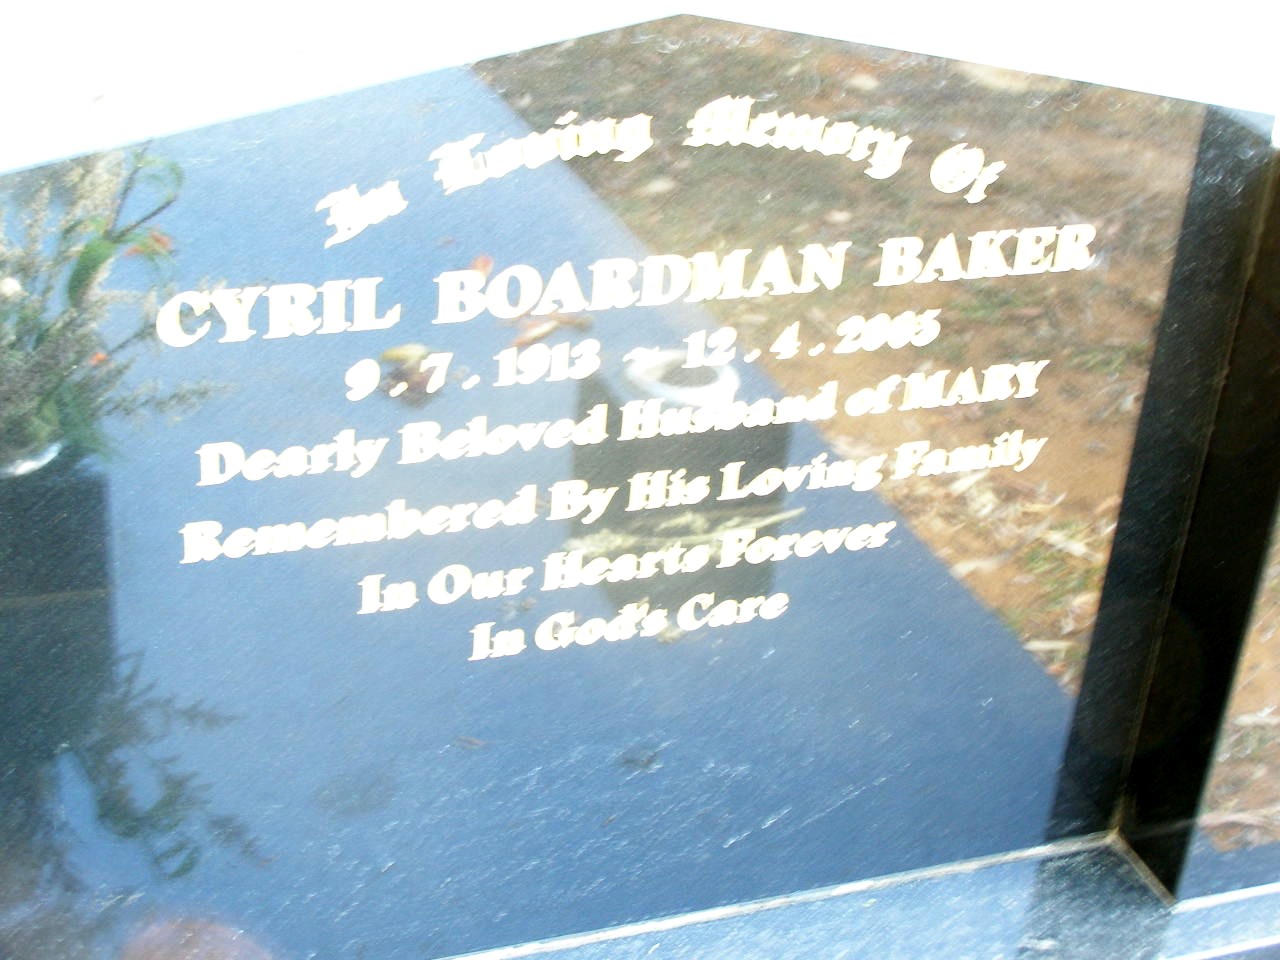 In Loving Memory Of
CYRIL BOARDMAN BAKER
9 . 7 . 1913 ~ 12 . 4 . 2005
Dearly Beloved Husband of MARY
Remembered By His Loving Family
In Our Hearts Forever
In God's Care